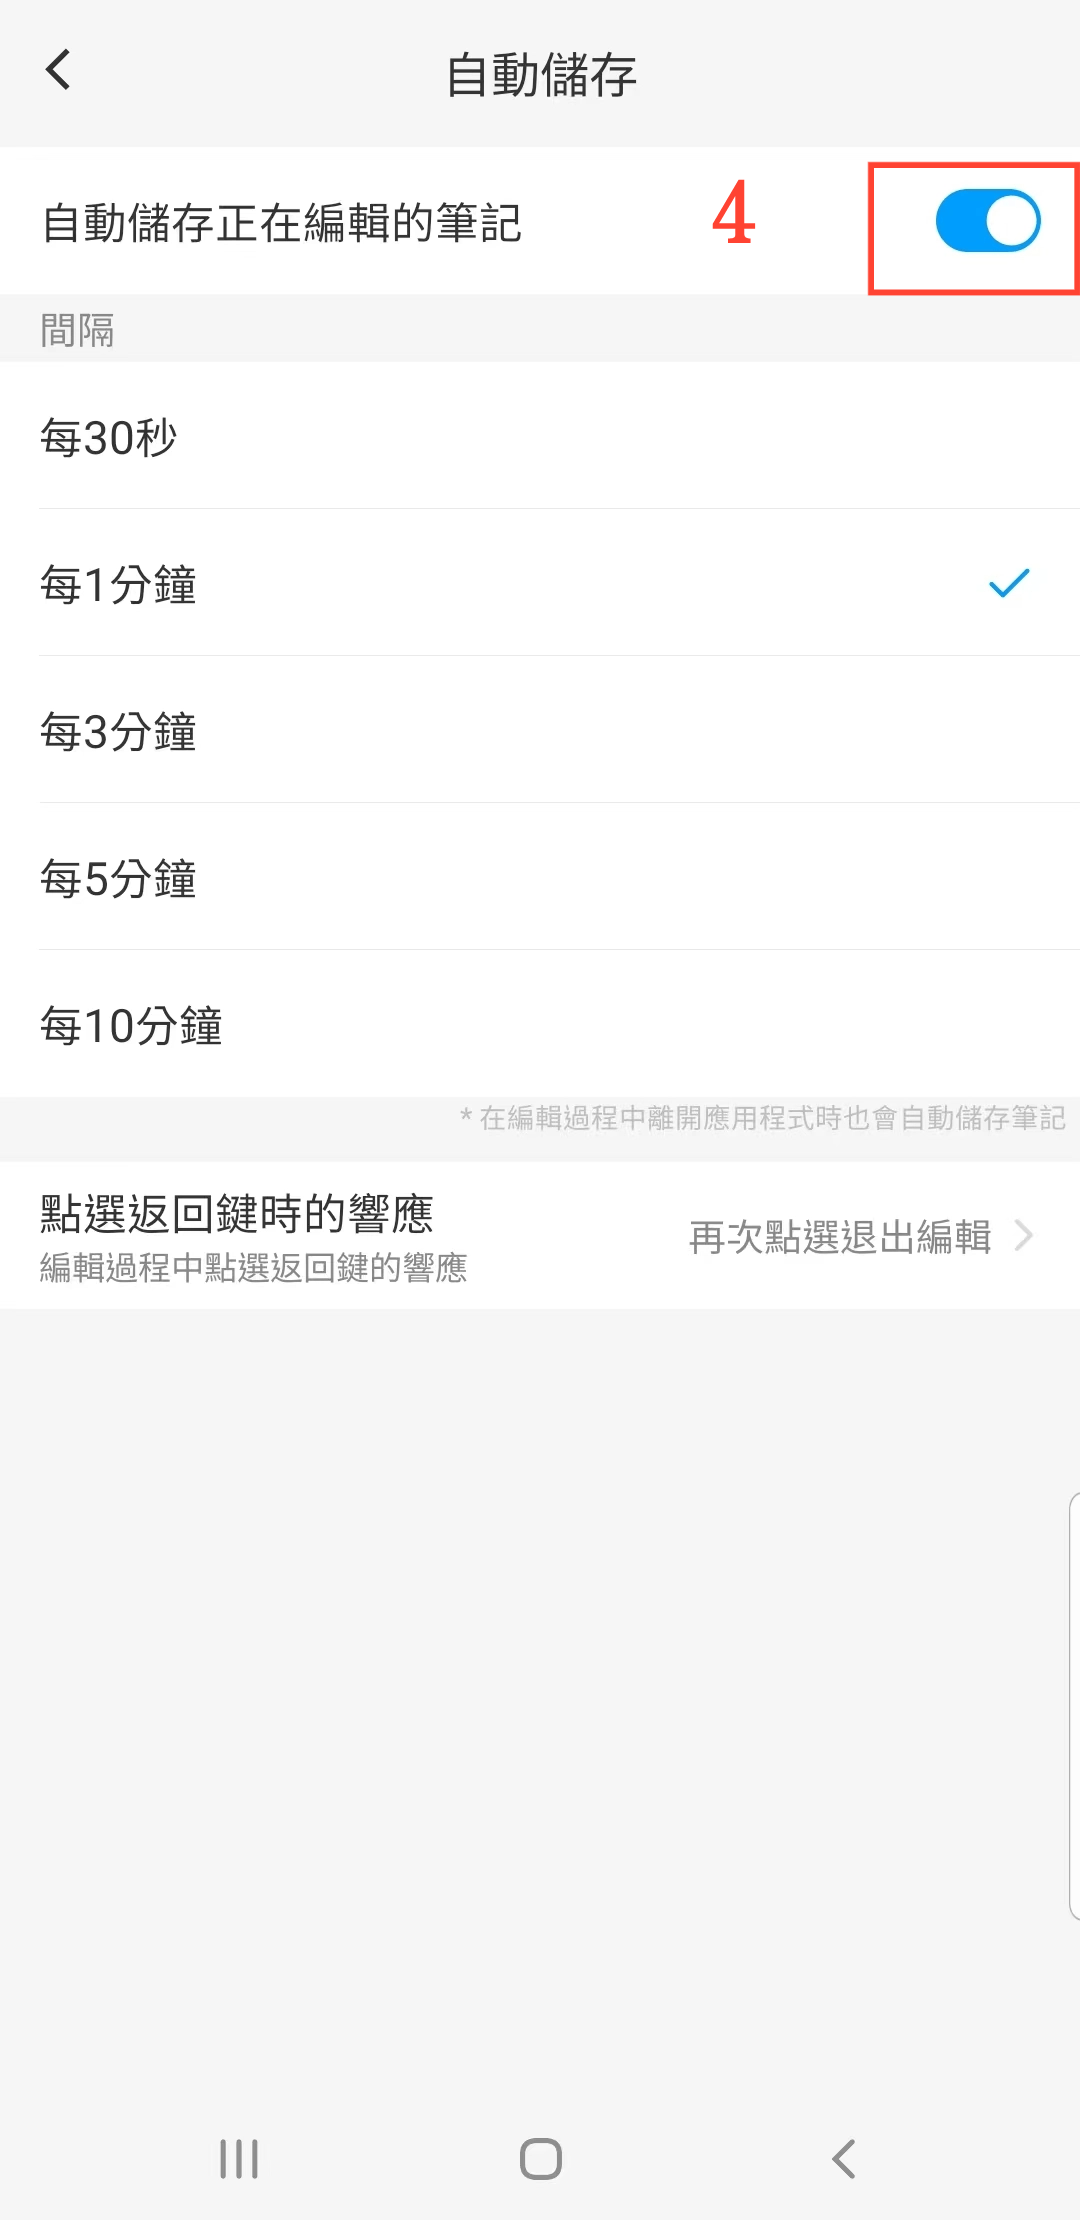 自動儲存
自動儲存正在編輯的筆記 4
間隔
每30秒
每1分鐘
每3分鐘
每5分鐘
每10分鐘
* 在編輯過程中離開應用程式時也會自動儲存筆記
點選返回鍵時的響應
編輯過程中點選返回鍵的響應
再次點選退出編輯